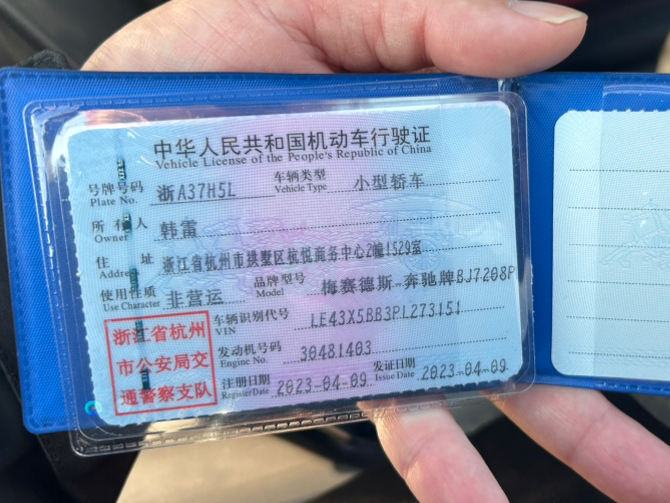 中华人民共和国机动车行驶证
Vehicle License of the People's Republic of China
号牌号码 浙A37H5L 车辆类型 小型轿车
Plate No. Vehicle Type
所有人 韩雷
Owner
住址 浙江省杭州市拱墅区杭悦商务中心2幢1529室
Address
使用性质 非营运 品牌型号 梅赛德斯-奔驰牌BJ7208P
Use Character Model
车辆识别代号 LE43X5BB3PL273151
VIN
发动机号码 30481403
Engine No.
注册日期 2023-04-09 发证日期 2023-04-09
Register Date Issue Date
浙江省杭州
市公安局交
通警察支队